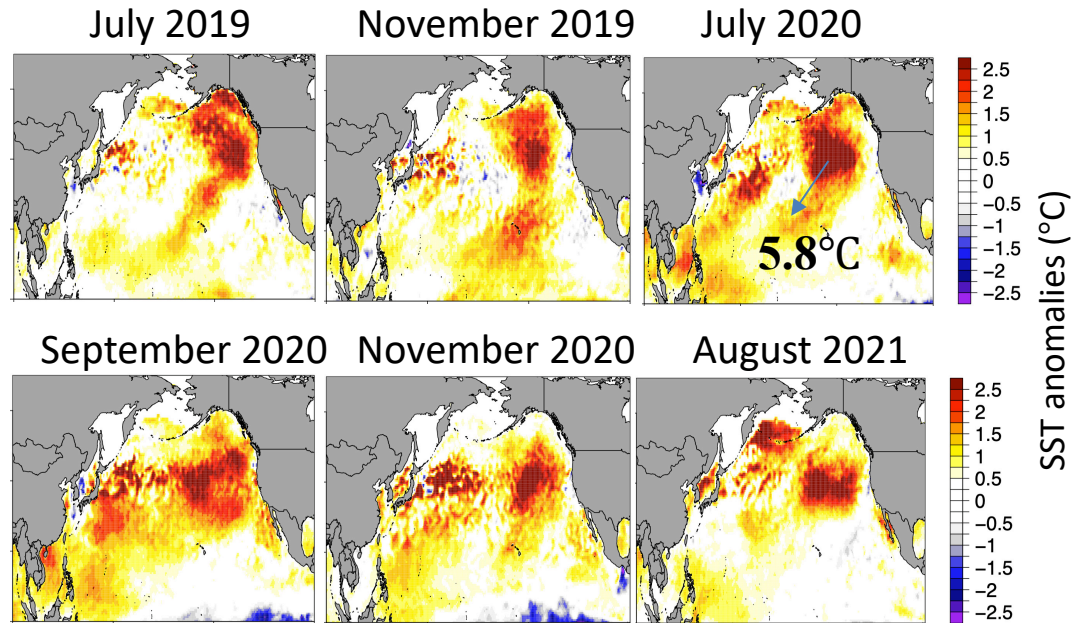 July 2019
November 2019
July 2020
5.8°C
2.5
2
1.5
1
0.5
0
−0.5
−1
−1.5
−2
−2.5
SST anomalies (°C)
September 2020
November 2020
August 2021
2.5
2
1.5
1
0.5
0
−0.5
−1
−1.5
−2
−2.5